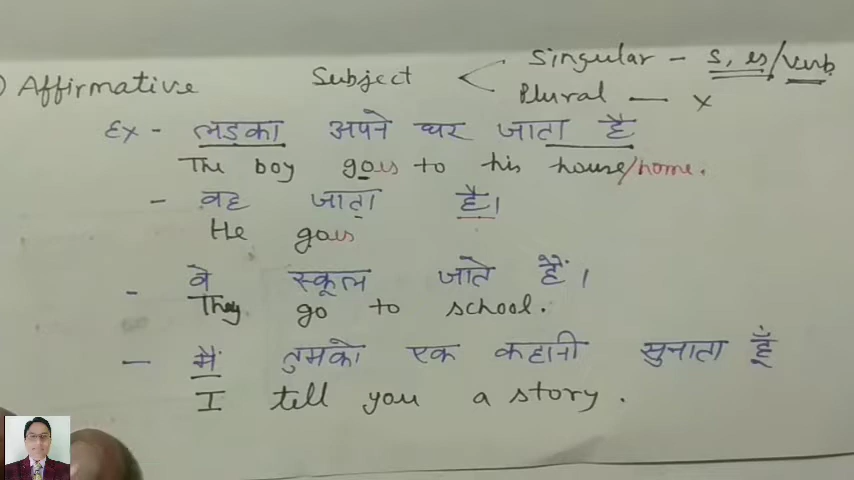 ) Affirmative Subject < Singular - s, es/verb
Plural — x
Ex - लड़का अपने घर जाता है
The boy goes to his house/home.
- वह जाता है।
He goes
- वे स्कूल जाते हैं।
They go to school.
- मैं तुमको एक कहानी सुनाता हूँ
I tell you a story.